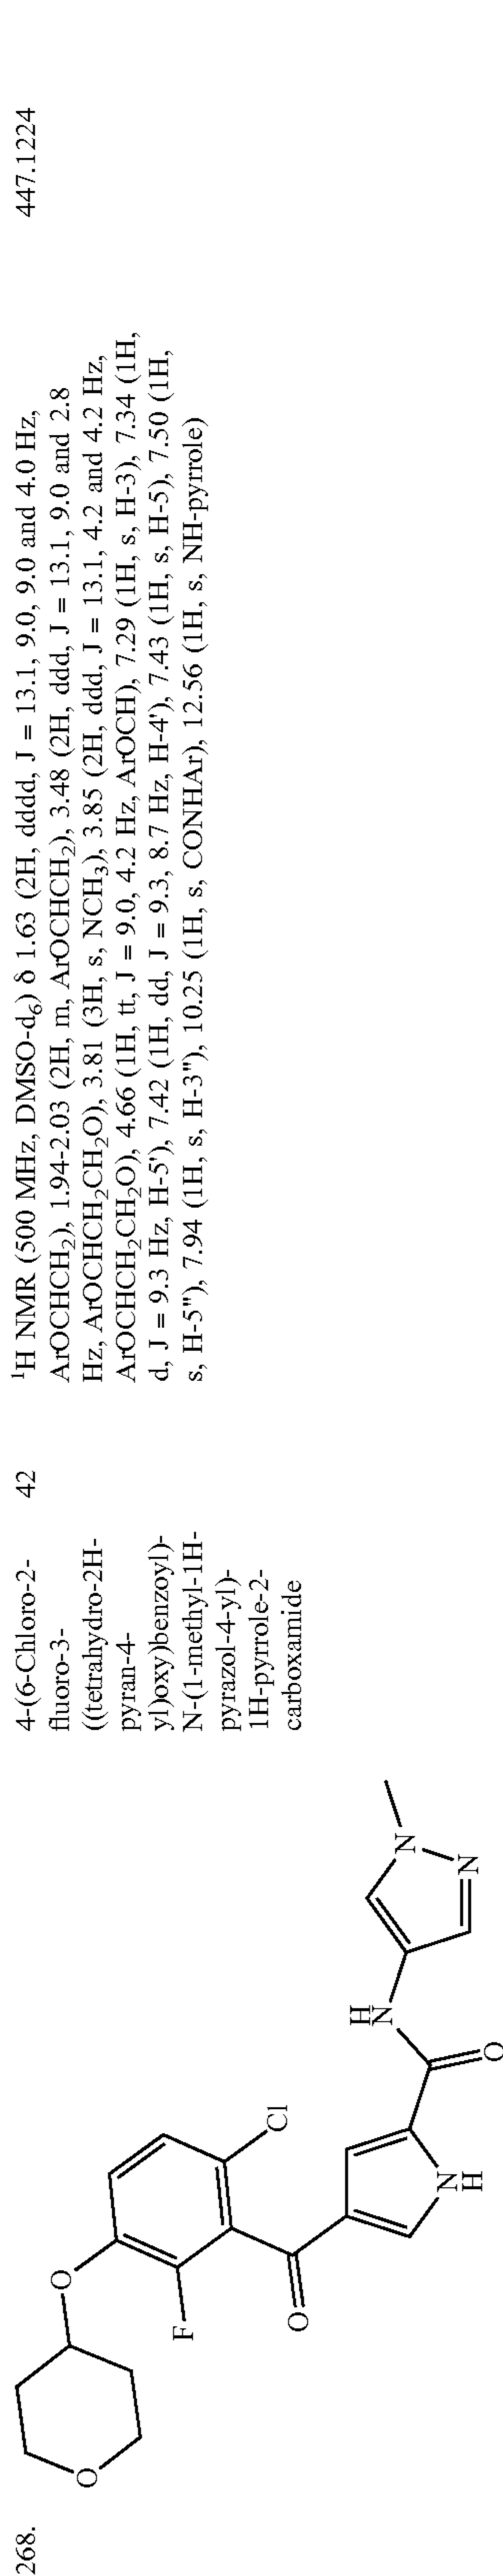 268.
O
O
F
O
Cl
N
H
H
N
O
N
N
4-(6-Chloro-2-
fluoro-3-
((tetrahydro-2H-
pyran-4-
yl)oxy)benzoyl)-
N-(1-methyl-1H-
pyrazol-4-yl)-
1H-pyrrole-2-
carboxamide
42
¹H NMR (500 MHz, DMSO-d₆) δ 1.63 (2H, dddd, J = 13.1, 9.0, 9.0 and 4.0 Hz,
ArOCHCH₂), 1.94-2.03 (2H, m, ArOCHCH₂), 3.48 (2H, ddd, J = 13.1, 9.0 and 2.8
Hz, ArOCHCH₂CH₂O), 3.81 (3H, s, NCH₃), 3.85 (2H, ddd, J = 13.1, 4.2 and 4.2 Hz,
ArOCHCH₂CH₂O), 4.66 (1H, tt, J = 9.0, 4.2 Hz, ArOCH), 7.29 (1H, s, H-3), 7.34 (1H,
d, J = 9.3 Hz, H-5'), 7.42 (1H, dd, J = 9.3, 8.7 Hz, H-4'), 7.43 (1H, s, H-5), 7.50 (1H,
s, H-5"), 7.94 (1H, s, H-3"), 10.25 (1H, s, CONHAr), 12.56 (1H, s, NH-pyrrole)
447.1224